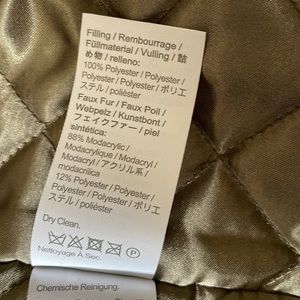 Filling / Rembourrage /
Füllmaterial / Vulling / 詰
め物 / relleno:
100% Polyester / Polyester /
Polyester / Polyester / ポリエ
ステル / poliéster
Faux Fur / Faux Poil /
Webpelz / Kunstbont /
フェイクファー / piel
sintética:
88% Modacrylic /
Modacrylique / Modacryl /
Modacryl / アクリル系 /
modacrílica
12% Polyester / Polyester /
Polyester / Polyester / ポリエ
ステル / poliéster
Dry Clean.
P
Nettoyage À Sec.
Chemische Reinigung.